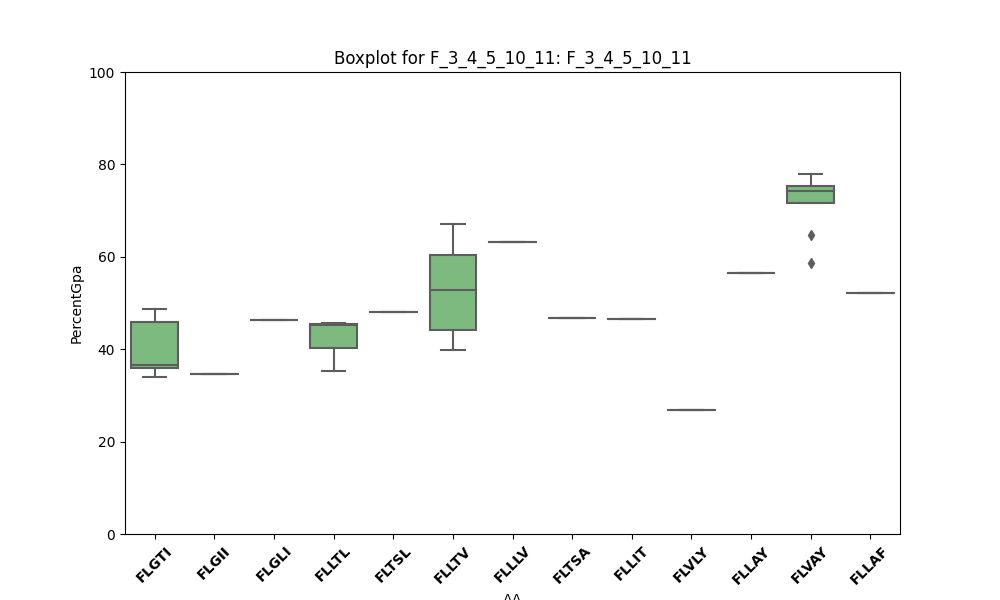 Boxplot for F_3_4_5_10_11: F_3_4_5_10_11
PercentGpa
100
80
60
40
20
0
FLGTI
FLGII
FLGLI
FLLTL
FLTSL
FLLTV
FLLLV
FLTSA
FLLIT
FLVLY
FLLAY
FLVAY
FLLAF
AA